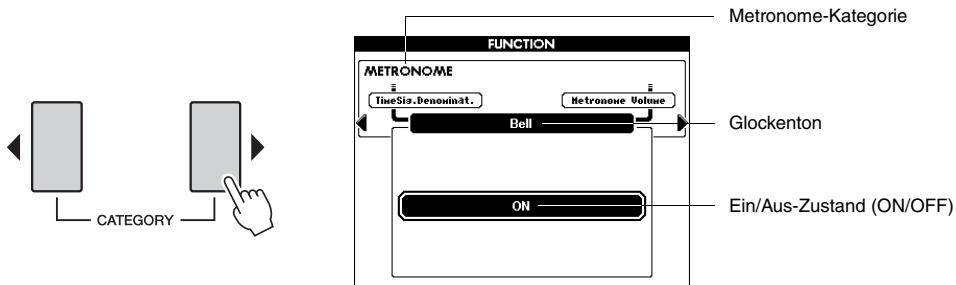 Metronome-Kategorie
FUNCTION
METRONOME
TimeSig.Denominat.
Metronome Volume
Bell
Glockenton
ON
Ein/Aus-Zustand (ON/OFF)
CATEGORY